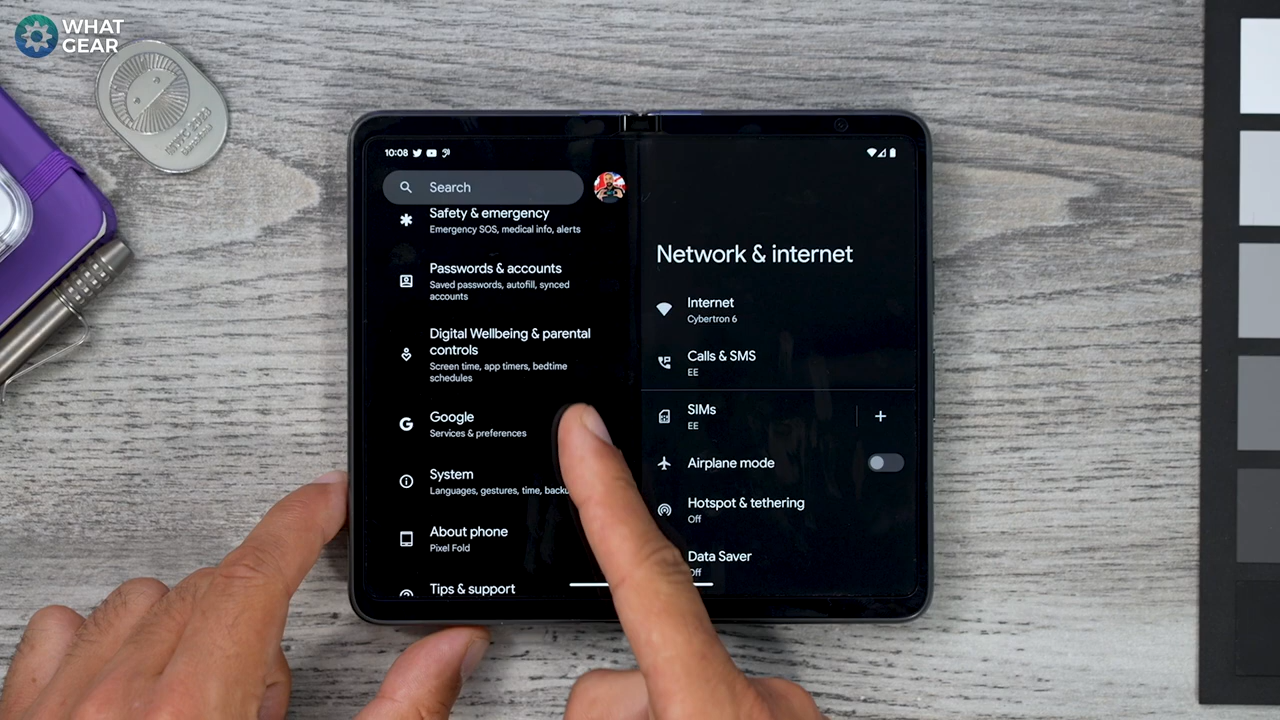 WHAT
GEAR
10:08
Search
Safety & emergency
Emergency SOS, medical info, alerts
Passwords & accounts
Saved passwords, autofill, synced
accounts
Digital Wellbeing & parental
controls
Screen time, app timers, bedtime
schedules
Google
Services & preferences
System
Languages, gestures, time,
About phone
Pixel Fold
Tips & support
Network & internet
Internet
Cybertron 6
Calls & SMS
EE
SIMs
EE
Airplane mode
Hotspot & tethering
Off
Data Saver
Off